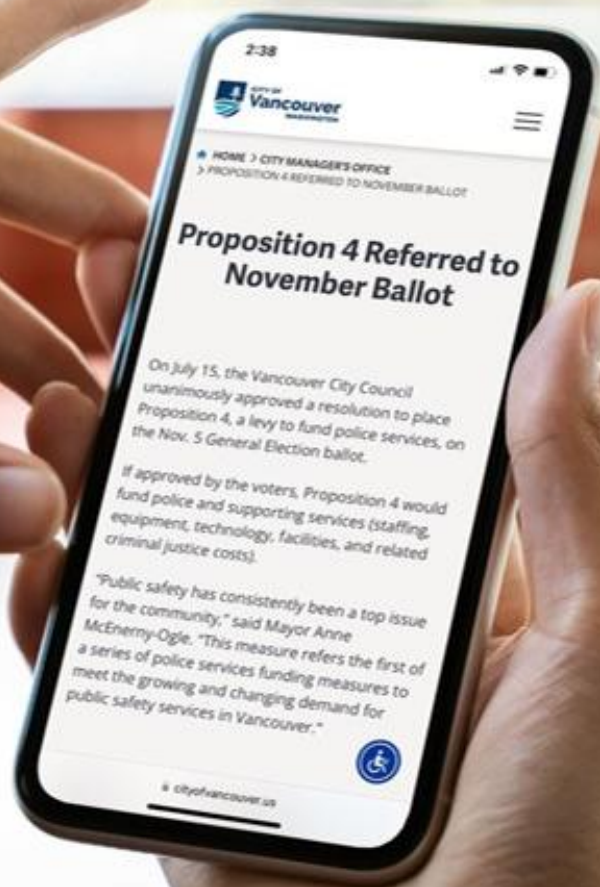 2:38
CITY OF
Vancouver
WASHINGTON
HOME > CITY MANAGER'S OFFICE
> PROPOSITION 4 REFERRED TO NOVEMBER BALLOT
Proposition 4 Referred to
November Ballot
On July 15, the Vancouver City Council
unanimously approved a resolution to place
Proposition 4, a levy to fund police services, on
the Nov. 5 General Election ballot.
If approved by the voters, Proposition 4 would
fund police and supporting services (staffing,
equipment, technology, facilities, and related
criminal justice costs).
"Public safety has consistently been a top issue
for the community," said Mayor Anne
McEnerny-Ogle. "This measure refers the first of
a series of police services funding measures to
meet the growing and changing demand for
public safety services in Vancouver."
cityofvancouver.us